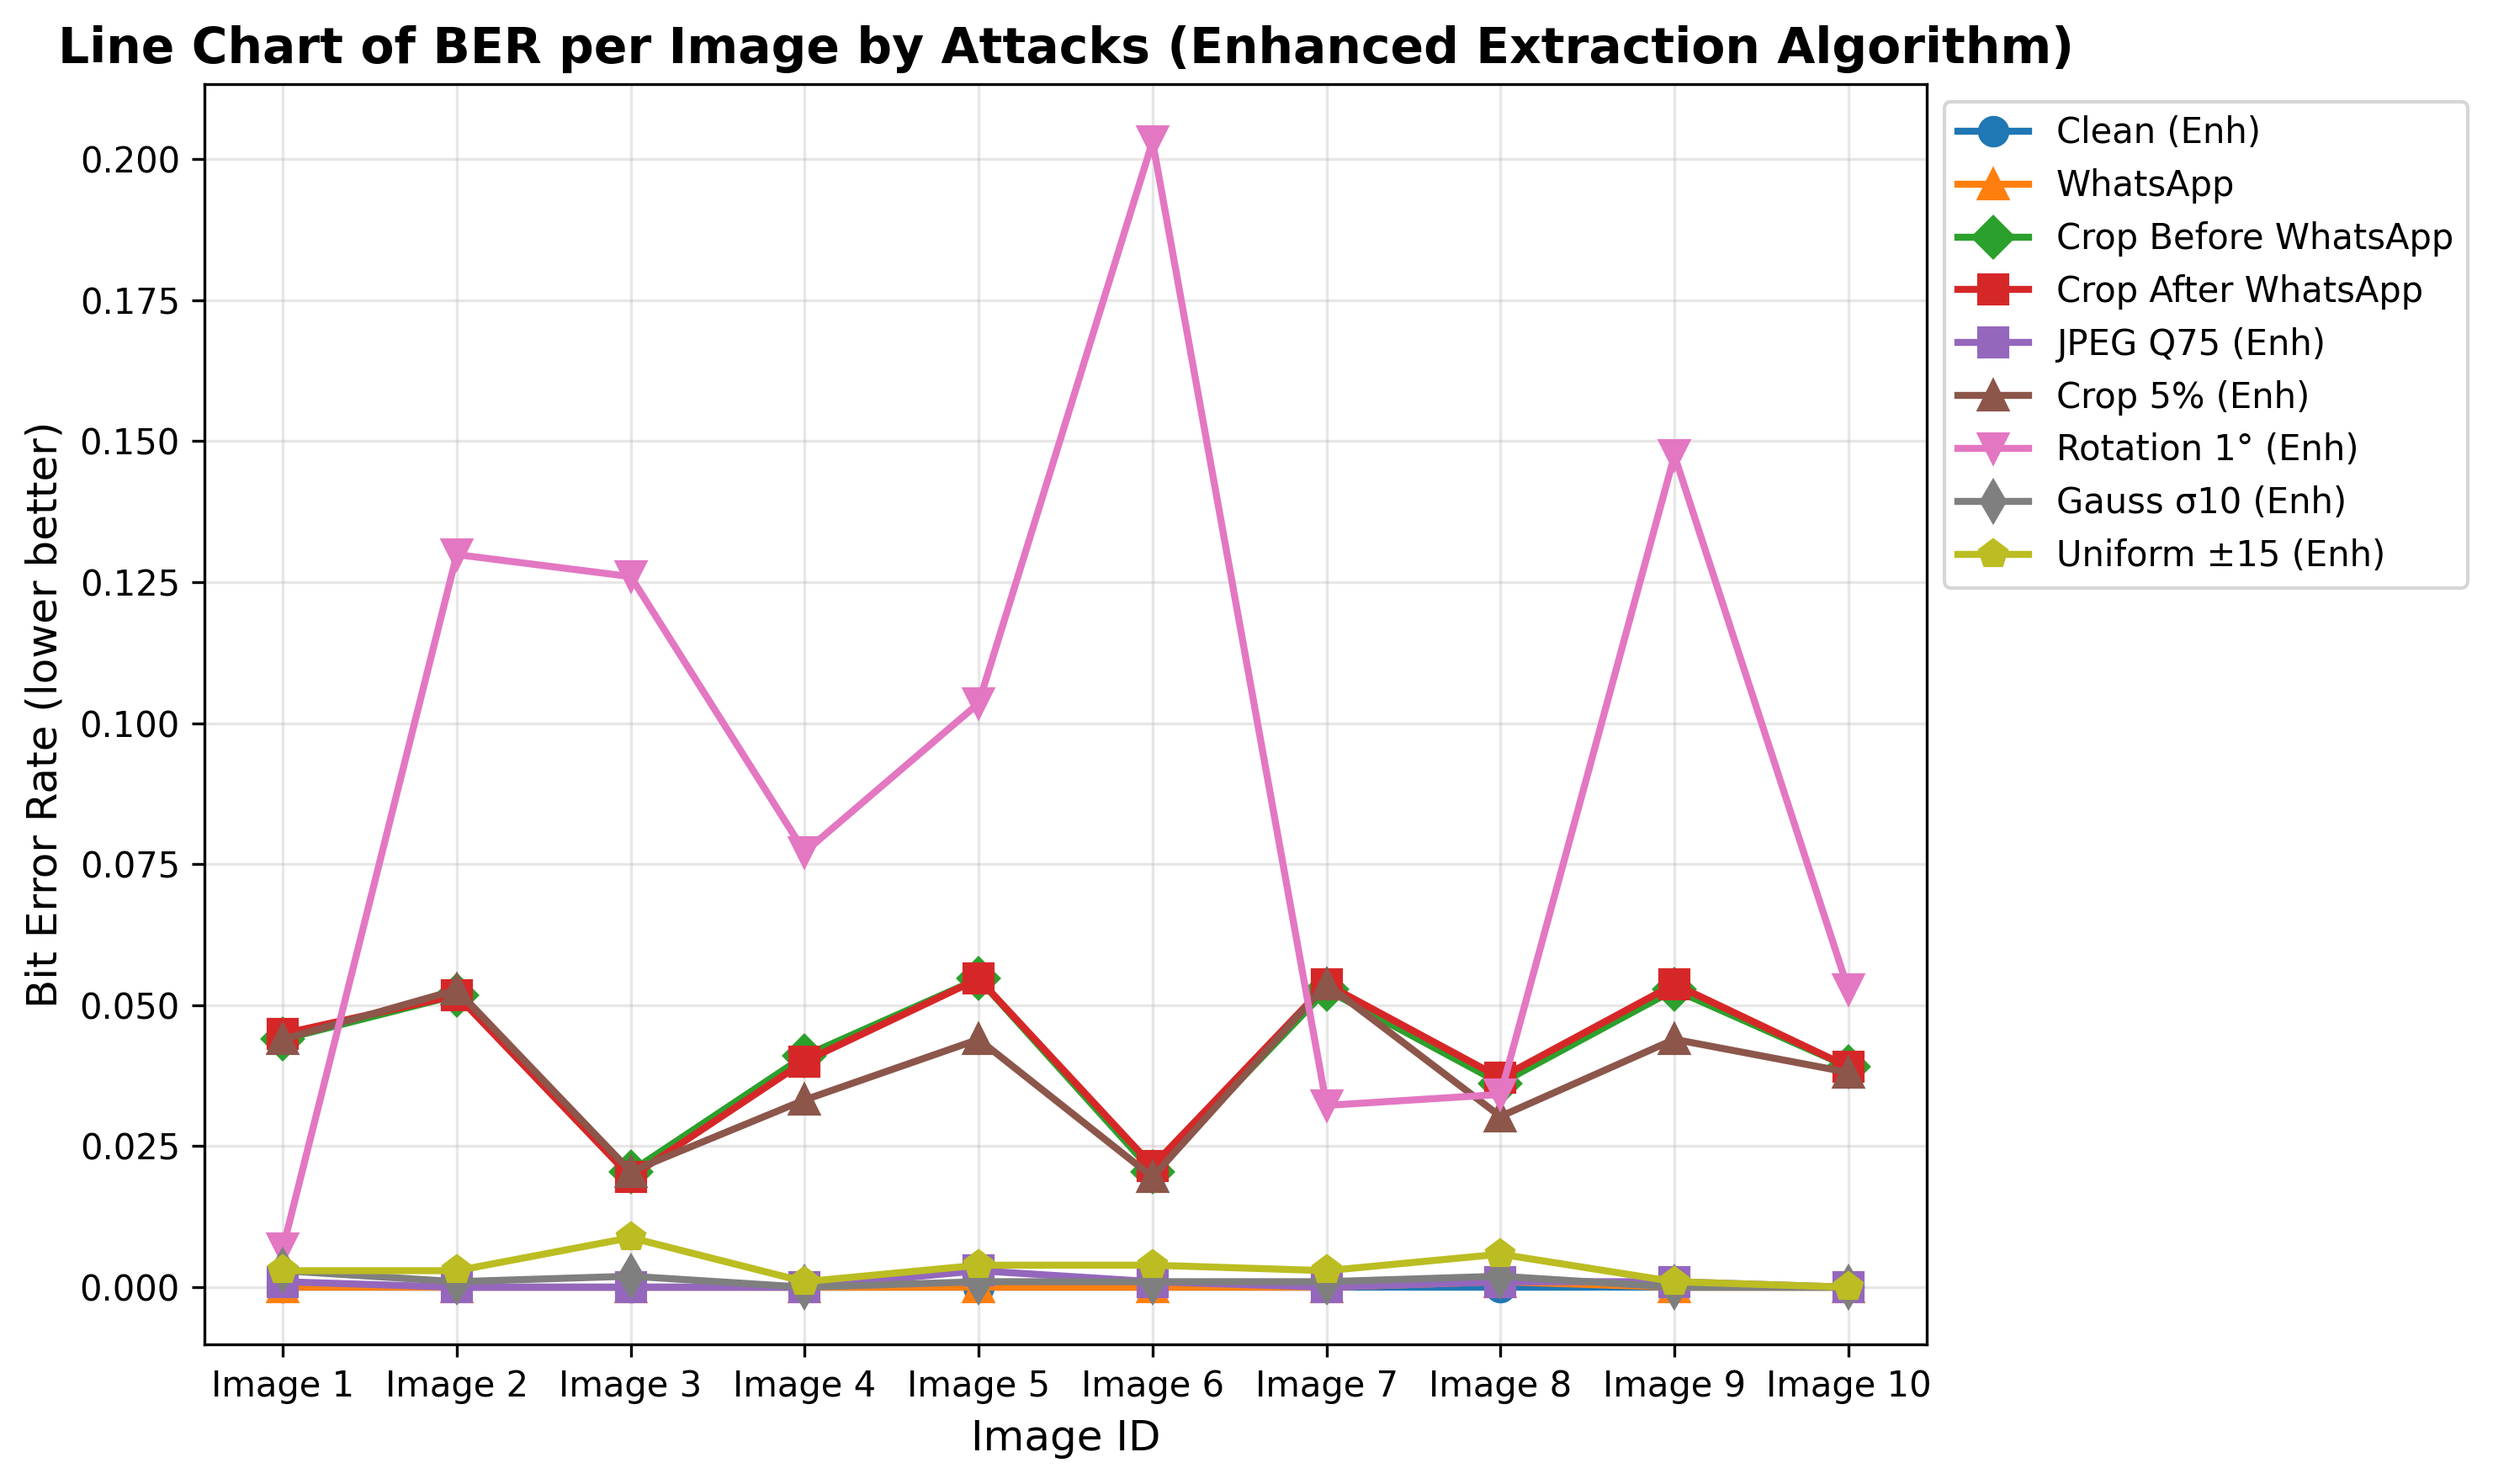 Line Chart of BER per Image by Attacks (Enhanced Extraction Algorithm)
Bit Error Rate (lower better)
0.200
0.175
0.150
0.125
0.100
0.075
0.050
0.025
0.000
Image 1 Image 2 Image 3 Image 4 Image 5 Image 6 Image 7 Image 8 Image 9 Image 10
Image ID
Clean (Enh)
WhatsApp
Crop Before WhatsApp
Crop After WhatsApp
JPEG Q75 (Enh)
Crop 5% (Enh)
Rotation 1° (Enh)
Gauss σ10 (Enh)
Uniform ±15 (Enh)